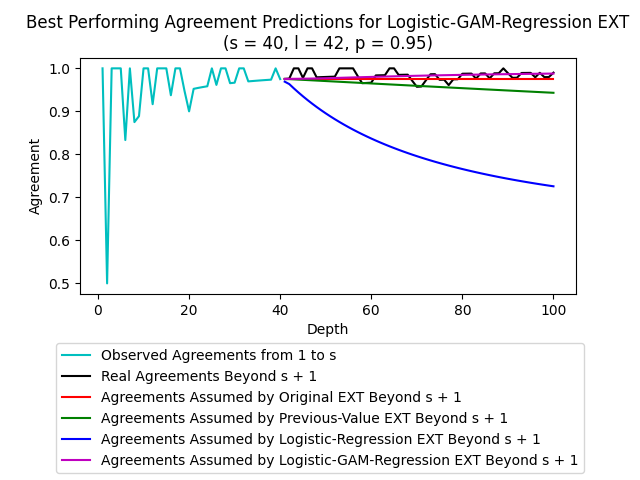 Best Performing Agreement Predictions for Logistic-GAM-Regression EXT
(s = 40, l = 42, p = 0.95)
1.0
0.9
0.8
0.7
0.6
0.5
Agreement
0 20 40 60 80 100
Depth
Observed Agreements from 1 to s
Real Agreements Beyond s + 1
Agreements Assumed by Original EXT Beyond s + 1
Agreements Assumed by Previous-Value EXT Beyond s + 1
Agreements Assumed by Logistic-Regression EXT Beyond s + 1
Agreements Assumed by Logistic-GAM-Regression EXT Beyond s + 1